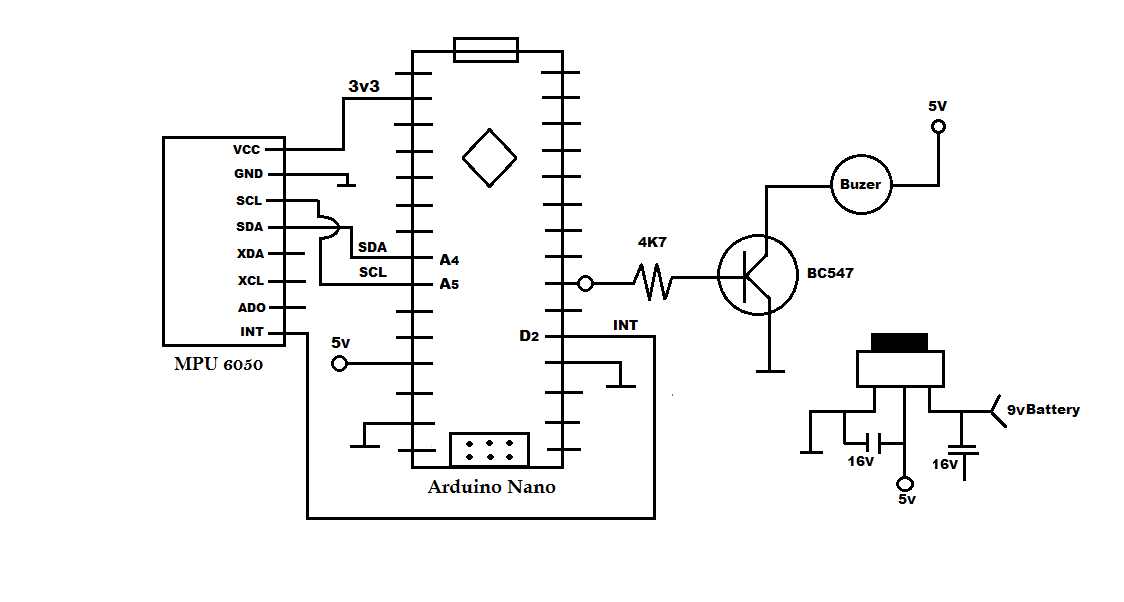 3v3
VCC
GND
SCL
SDA
XDA
XCL
ADO
INT
MPU 6050
SDA
SCL
A4
A5
5v
D2
INT
Arduino Nano
4K7
BC547
Buzer
5V
9vBattery
16V
16V
5v